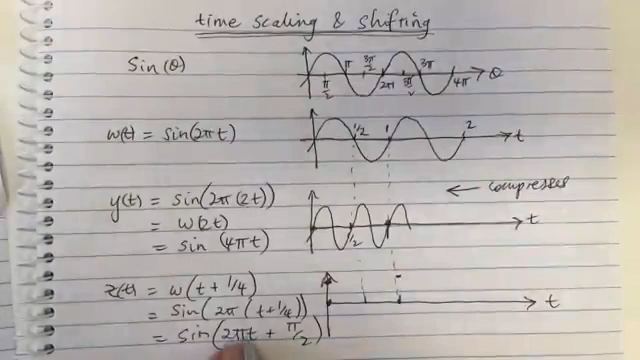 time scaling & shifting
Sin(θ)
π/2 π 3π/2 2π 5π/2 3π 4π θ
w(t) = sin(2πt)
1/2 1 2 t
y(t) = sin(2π(2t))
= w(2t)
= sin (4πt)
← compresses
1/2 t
z(t) = w(t + 1/4)
= sin(2π(t+1/4))
= sin(2πt + π/2)
t